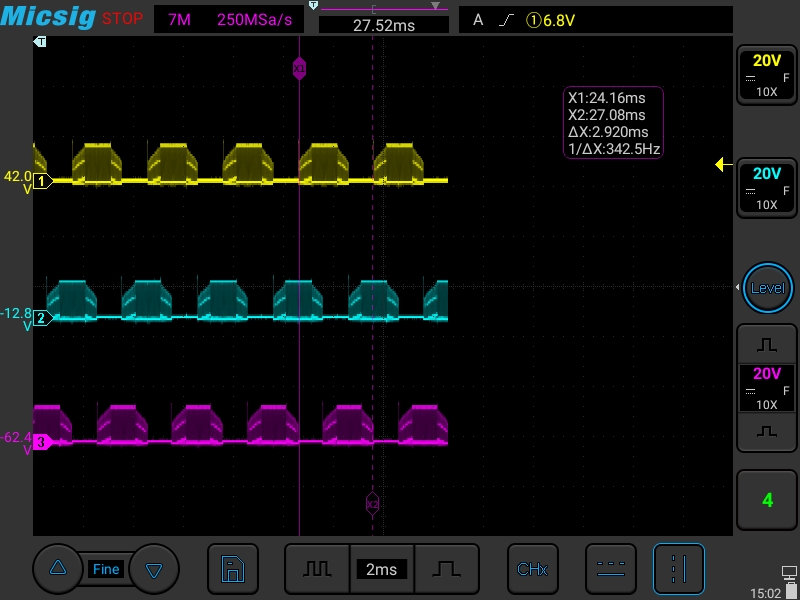 Micsig STOP 7M 250MSa/s T 27.52ms A ①6.8V
T
X1
20V
F
10X
X1:24.16ms
X2:27.08ms
ΔX:2.920ms
1/ΔX:342.5Hz
42.0 V 1
20V
F
10X
-12.8 V 2
Level
20V
F
10X
-62.4 V 3
X2
4
Fine 2ms CHx
15:02